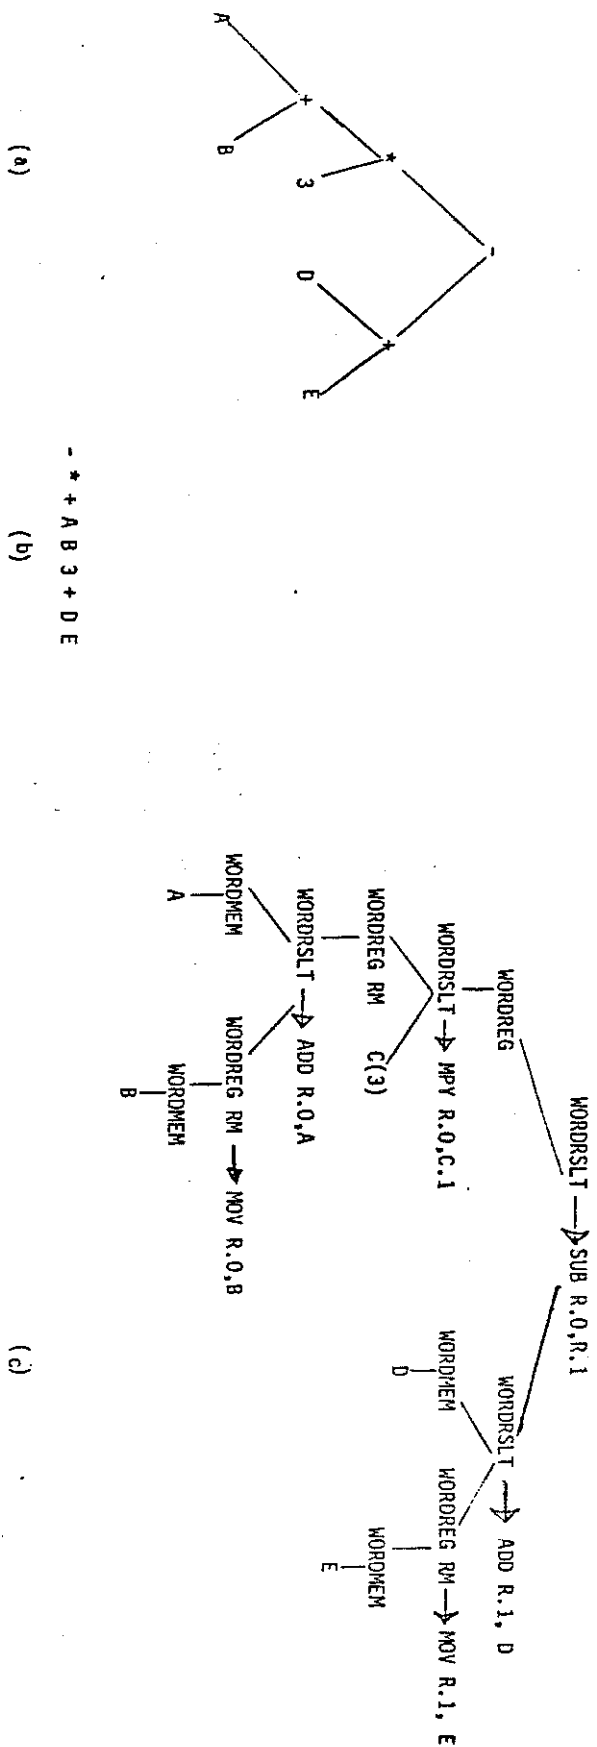 -
*
+
+
3
D
E
A
B
(a)
- * + A B 3 + D E
(b)
WORDRSLT → SUB R.0,R.1
WORDREG
WORDRSLT → ADD R.1, D
WORDRSLT → MPY R.0,C.1
WORDMEM
WORDREG RM → MOV R.1, E
D
WORDREG RM
C(3)
WORDMEM
E
WORDRSLT → ADD R.0,A
WORDMEM
WORDREG RM → MOV R.0,B
A
WORDMEM
B
(c)